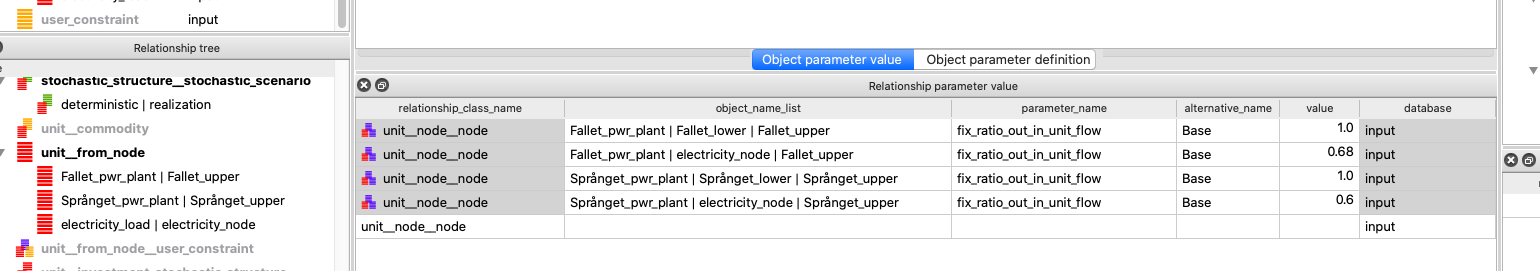 user_constraint input
Relationship tree
stochastic_structure__stochastic_scenario
deterministic | realization
unit__commodity
unit__from_node
Fallet_pwr_plant | Fallet_upper
Språnget_pwr_plant | Språnget_upper
electricity_load | electricity_node
unit_from_node__user_constraint
unit__investment_stochastic_structure
Object parameter value Object parameter definition
Relationship parameter value
relationship_class_name object_name_list parameter_name alternative_name value database
unit__node__node Fallet_pwr_plant | Fallet_lower | Fallet_upper fix_ratio_out_in_unit_flow Base 1.0 input
unit__node__node Fallet_pwr_plant | electricity_node | Fallet_upper fix_ratio_out_in_unit_flow Base 0.68 input
unit__node__node Språnget_pwr_plant | Språnget_lower | Språnget_upper fix_ratio_out_in_unit_flow Base 1.0 input
unit__node__node Språnget_pwr_plant | electricity_node | Språnget_upper fix_ratio_out_in_unit_flow Base 0.6 input
unit__node__node input